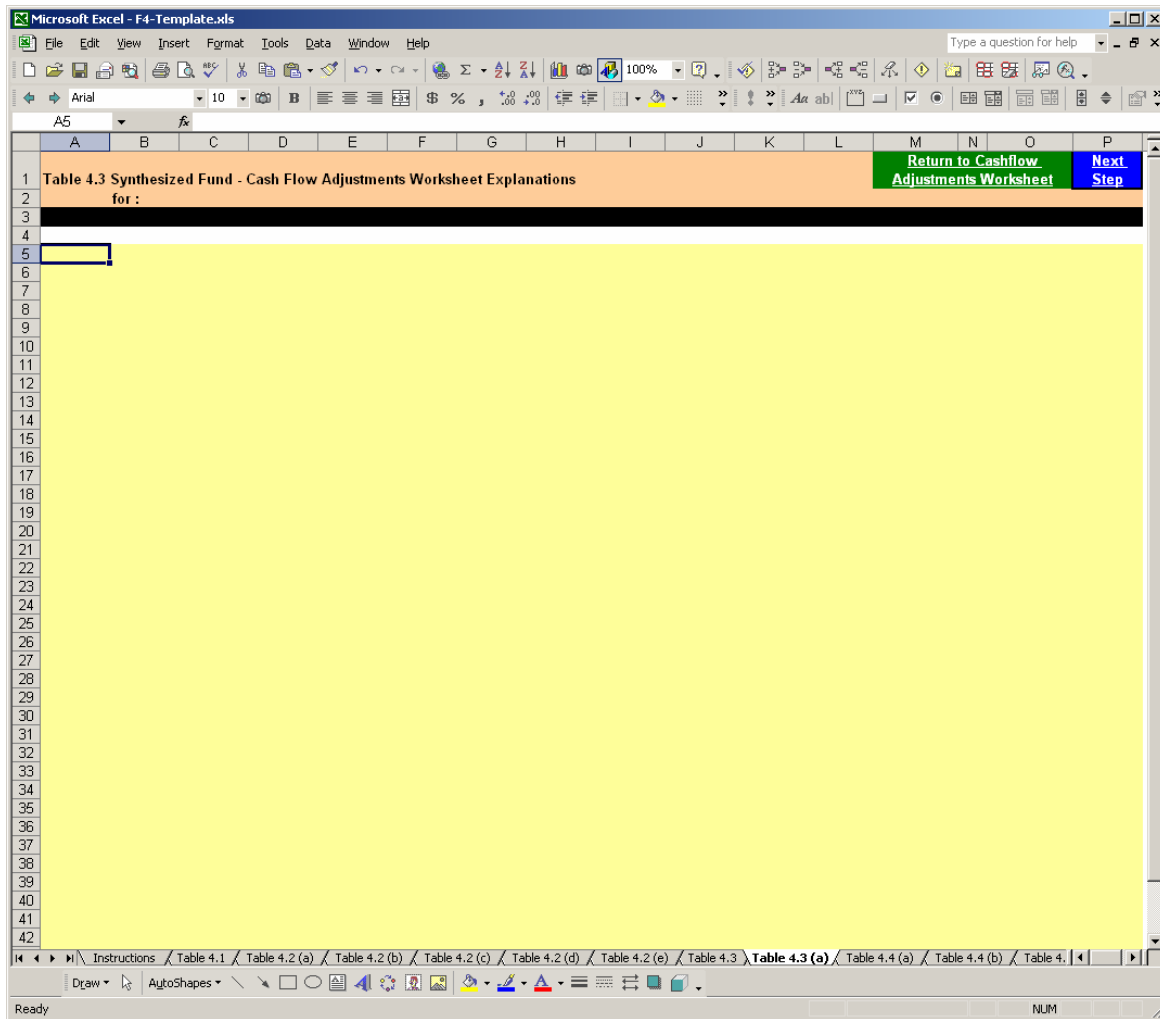 Microsoft Excel - F4-Template.xls
File Edit View Insert Format Tools Data Window Help
Type a question for help
100%
Arial 10 B $ % , Aa ab|
A5 fx
A B C D E F G H I J K L M N O P
1 Table 4.3 Synthesized Fund - Cash Flow Adjustments Worksheet Explanations
Return to Cashflow
Adjustments Worksheet
Next
Step
2 for :
3
4
5
6
7
8
9
10
11
12
13
14
15
16
17
18
19
20
21
22
23
24
25
26
27
28
29
30
31
32
33
34
35
36
37
38
39
40
41
42
Instructions Table 4.1 Table 4.2 (a) Table 4.2 (b) Table 4.2 (c) Table 4.2 (d) Table 4.2 (e) Table 4.3 Table 4.3 (a) Table 4.4 (a) Table 4.4 (b) Table 4.
Draw AutoShapes
Ready NUM